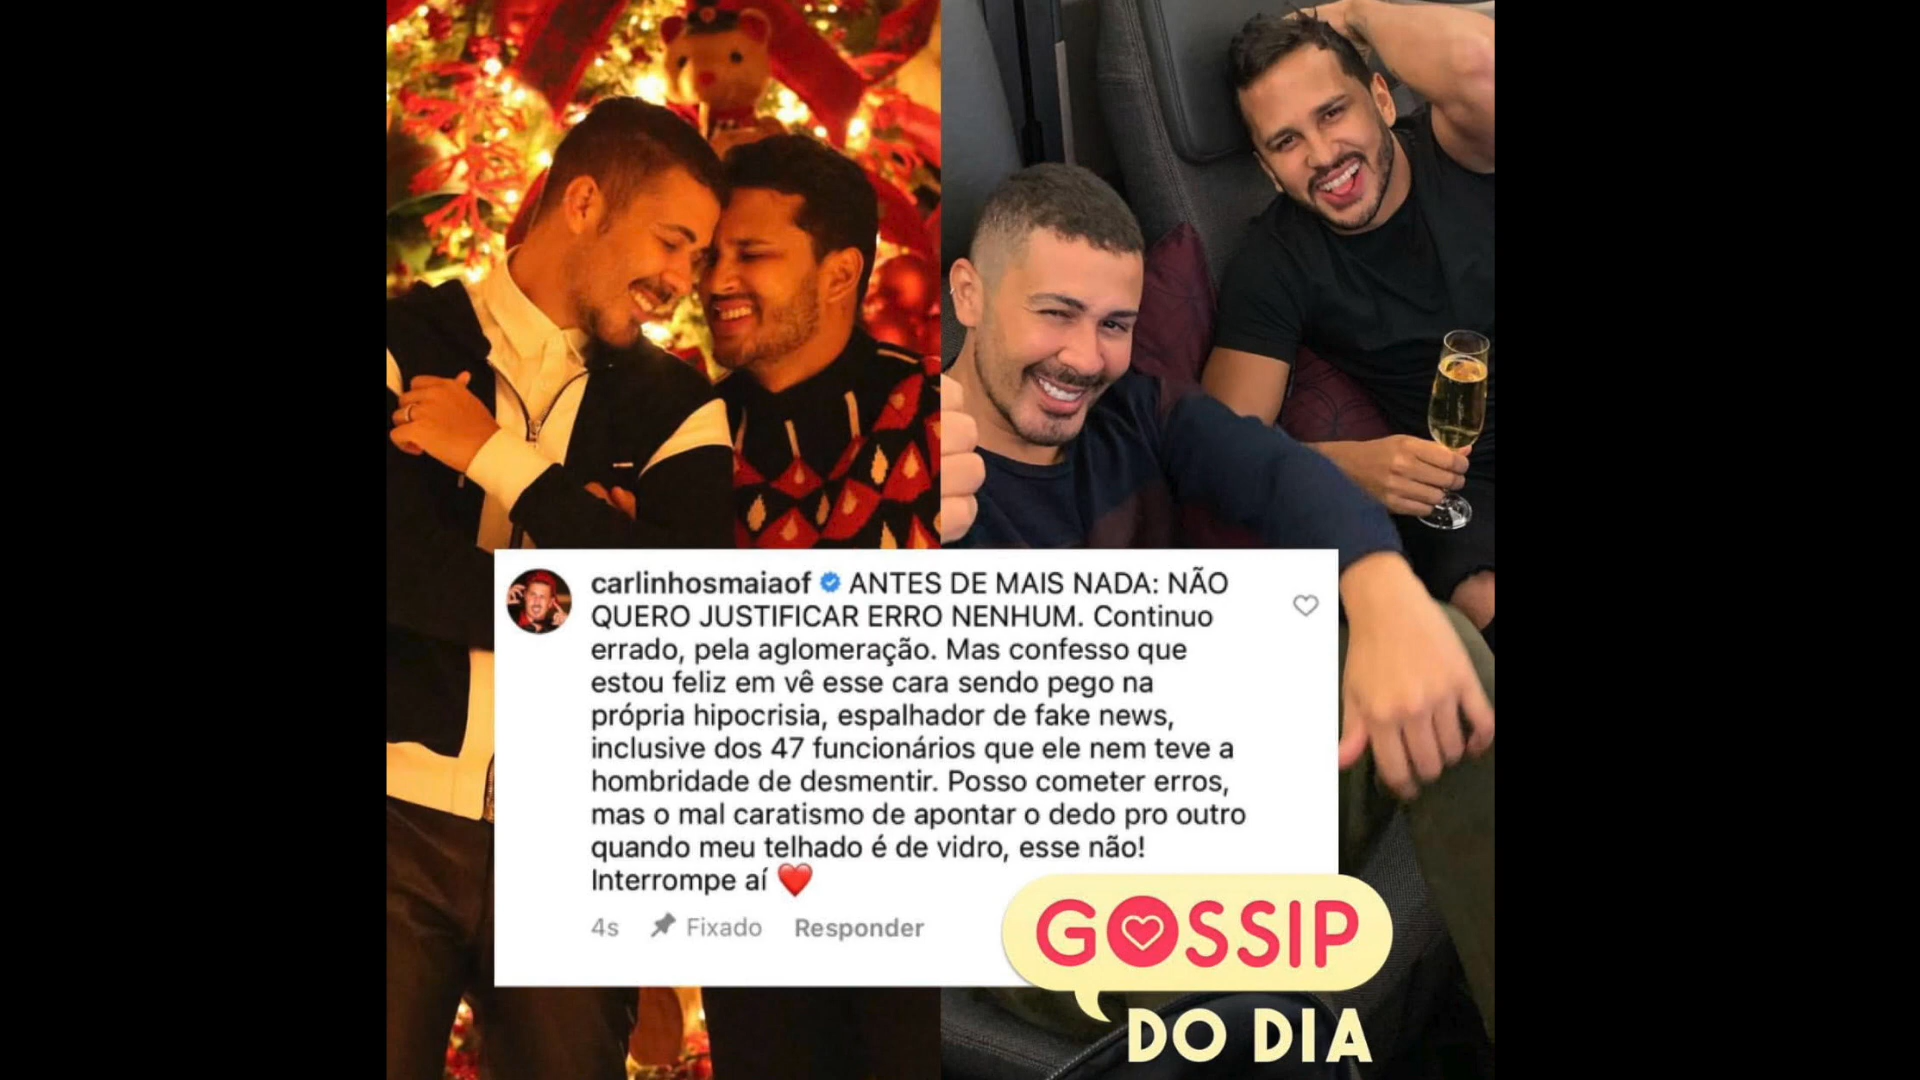 carlinhosmaiaof ANTES DE MAIS NADA: NÃO
QUERO JUSTIFICAR ERRO NENHUM. Continuo
errado, pela aglomeração. Mas confesso que
estou feliz em vê esse cara sendo pego na
própria hipocrisia, espalhador de fake news,
inclusive dos 47 funcionários que ele nem teve a
hombridade de desmentir. Posso cometer erros,
mas o mal caratismo de apontar o dedo pro outro
quando meu telhado é de vidro, esse não!
Interrompe aí ❤️
4s Fixado Responder
GOSSIP
DO DIA